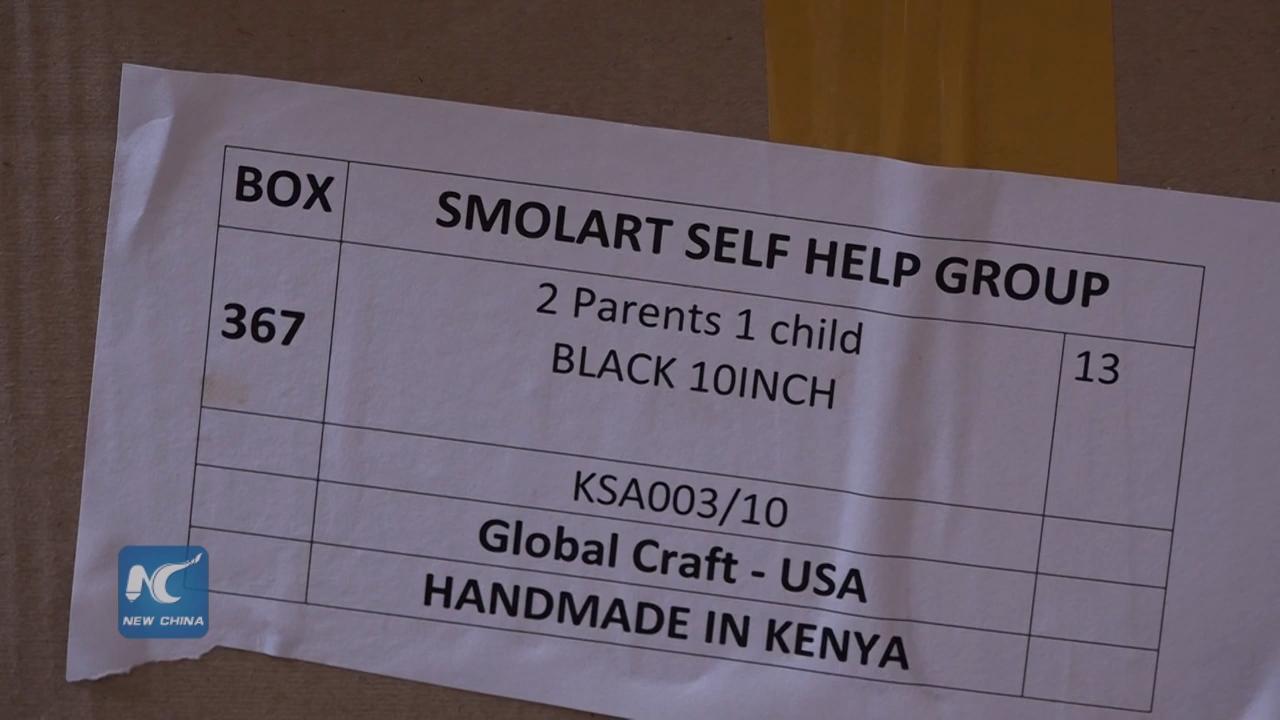 BOX
SMOLART SELF HELP GROUP
367
2 Parents 1 child
BLACK 10INCH
13
KSA003/10
Global Craft - USA
HANDMADE IN KENYA
NC
NEW CHINA